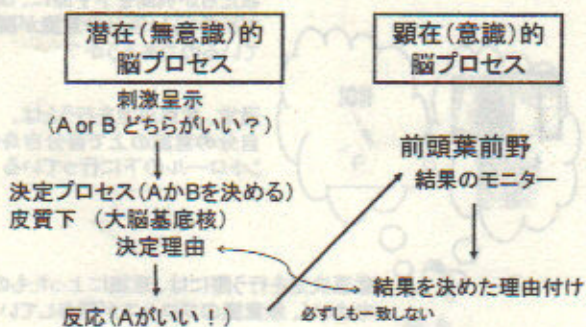 潜在(無意識)的
脳プロセス
刺激呈示
(A or B どちらがいい?)
決定プロセス(AかBを決める)
皮質下 (大脳基底核)
決定理由
反応(Aがいい!)
顕在(意識)的
脳プロセス
前頭葉前野
結果のモニター
結果を決めた理由付け
必ずしも一致しない